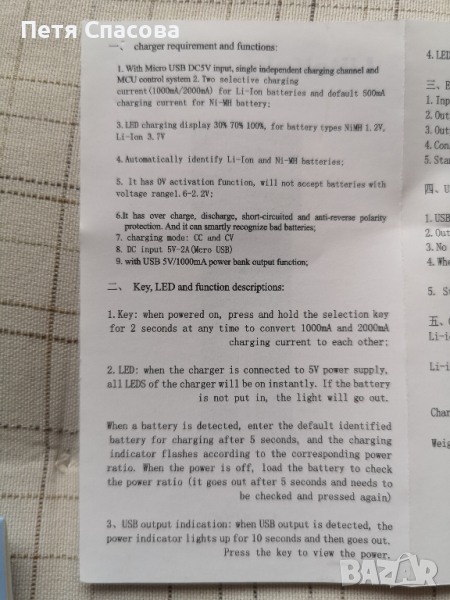 Петя Спасова
一、 charger requirement and functions:
1. With Micro USB DC5V input, single independent charging channel and
MCU control system 2. Two selective charging
current(1000mA/2000mA) for Li-Ion batteries and default 500mA
charging current for Ni-MH battery;
3. LED charging display 30% 70% 100%, for battery types NiMH 1.2V,
Li-Ion 3.7V
4. Automatically identify Li-Ion and Ni-MH batteries;
5. It has 0V activation function, will not accept batteries with
voltage range1.6-2.2V;
6.It has over charge, discharge, short-circuited and anti-reverse polarity
protection. And it can smartly recognize bad batteries;
7. charging mode: CC and CV
8. DC input 5V-2A(Mcro USB)
9. with USB 5V/1000mA power bank output function;
二、 Key, LED and function descriptions:
1. Key: when powered on, press and hold the selection key
for 2 seconds at any time to convert 1000mA and 2000mA
charging current to each other;
2. LED: when the charger is connected to 5V power supply,
all LEDS of the charger will be on instantly. If the battery
is not put in, the light will go out.
When a battery is detected, enter the default identified
battery for charging after 5 seconds, and the charging
indicator flashes according to the corresponding power
ratio. When the power is off, load the battery to check
the power ratio (it goes out after 5 seconds and needs to
be checked and pressed again)
3、USB output indication: when USB output is detected, the
power indicator lights up for 10 seconds and then goes out.
Press the key to view the power.
4. LED
三、 E
1. Inp
2. Out
3. Out
4. Con
5. Sta
四、 U
1. USB
2. Out
3. No
4. Whe
5. S
五、 C
Li-i
Li-i
Char
Weig
BAZAR